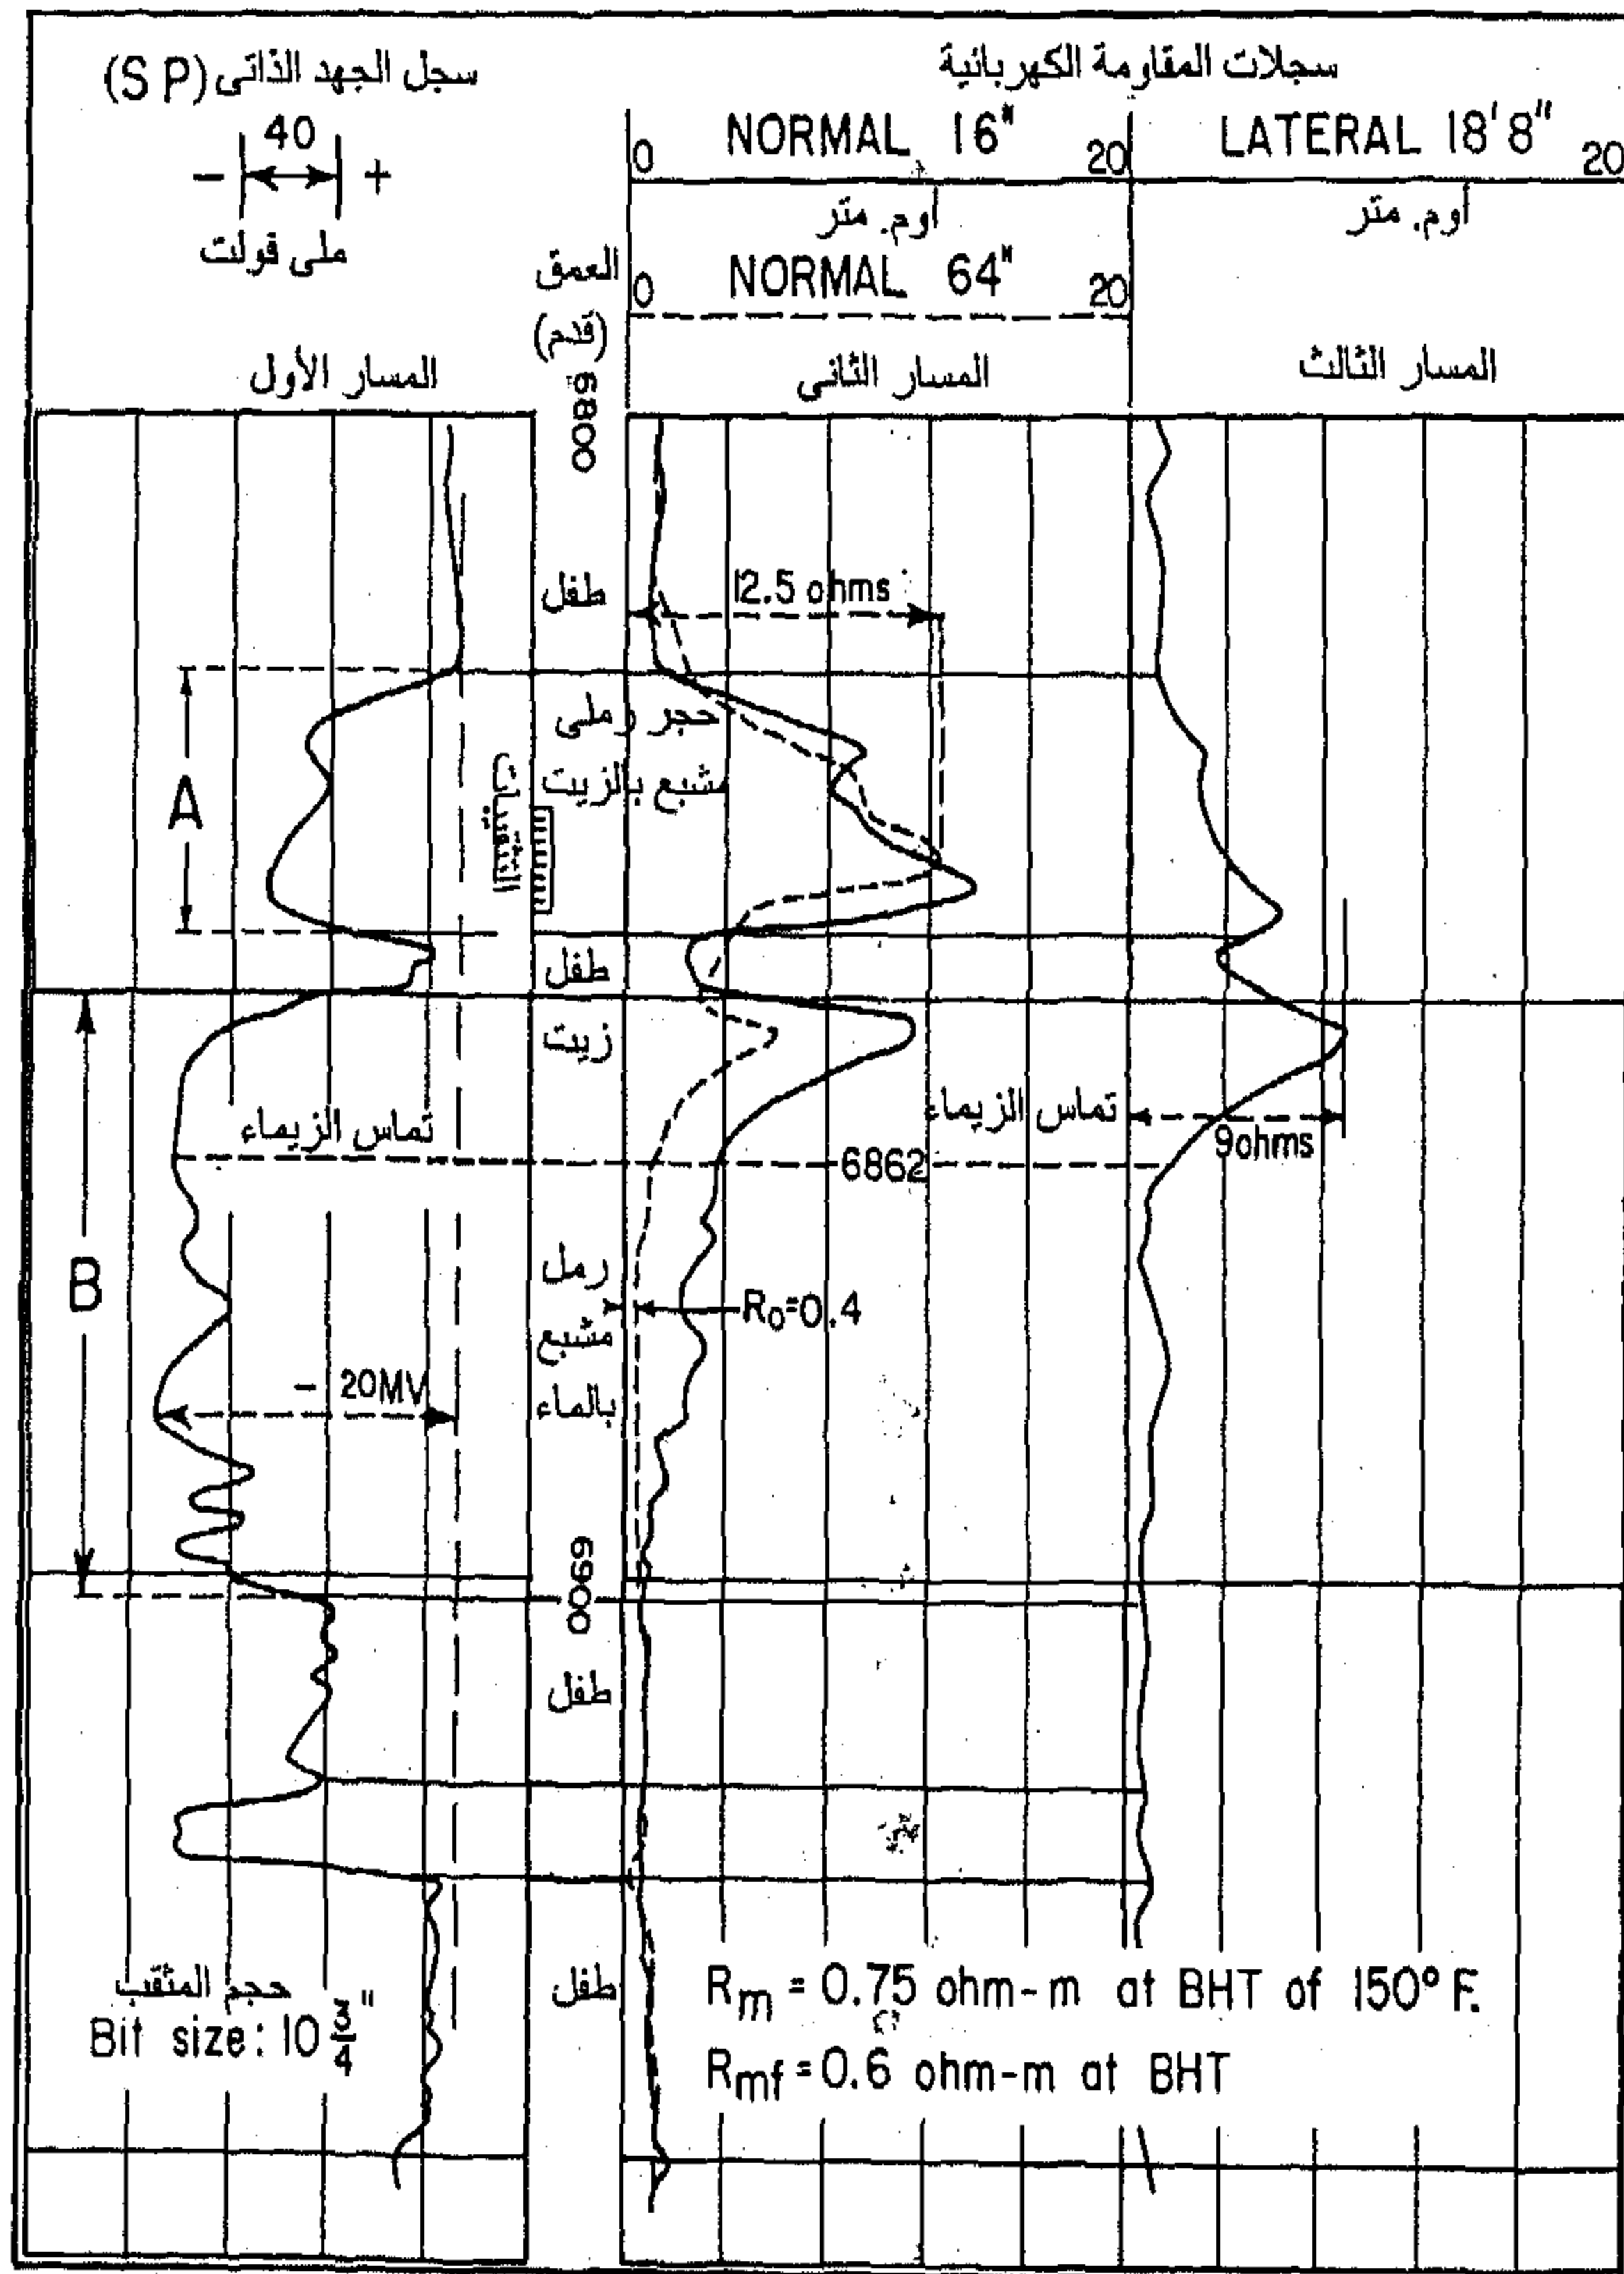 سجل الجهد الذاتى (SP)
سجلات المقاومة الكهربائية
40
- +
ملى فولت
0 NORMAL 16" 20
LATERAL 18'8" 20
أوم. متر
أوم. متر
العمق
(قدم)
0 NORMAL 64" 20
المسار الأول
المسار الثانى
المسار الثالث
6800
طفل
12.5 ohms
A
حجر رملى
مشبع بالزيت
التثقيبات
طفل
زيت
تماس الزيماء
تماس الزيماء
9ohms
6862
B
رمل
مشبع
بالماء
Ro=0.4
- 20MV
6900
طفل
حجم المثقب
Bit size: 10 3/4"
طفل
Rm = 0.75 ohm-m at BHT of 150° F.
Rmf = 0.6 ohm-m at BHT